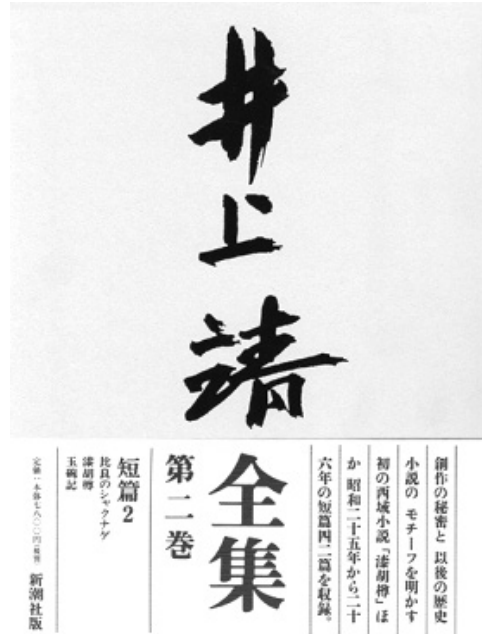 井上靖
全集
第二巻
創作の秘密と 以後の歴史
小説の モチーフを明かす
初の西域小説「漆胡樽」ほ
か 昭和二十五年から二十
六年の短篇四二篇を収録。
短篇2
比良のシャクナゲ
漆胡樽
玉碗記
新潮社版